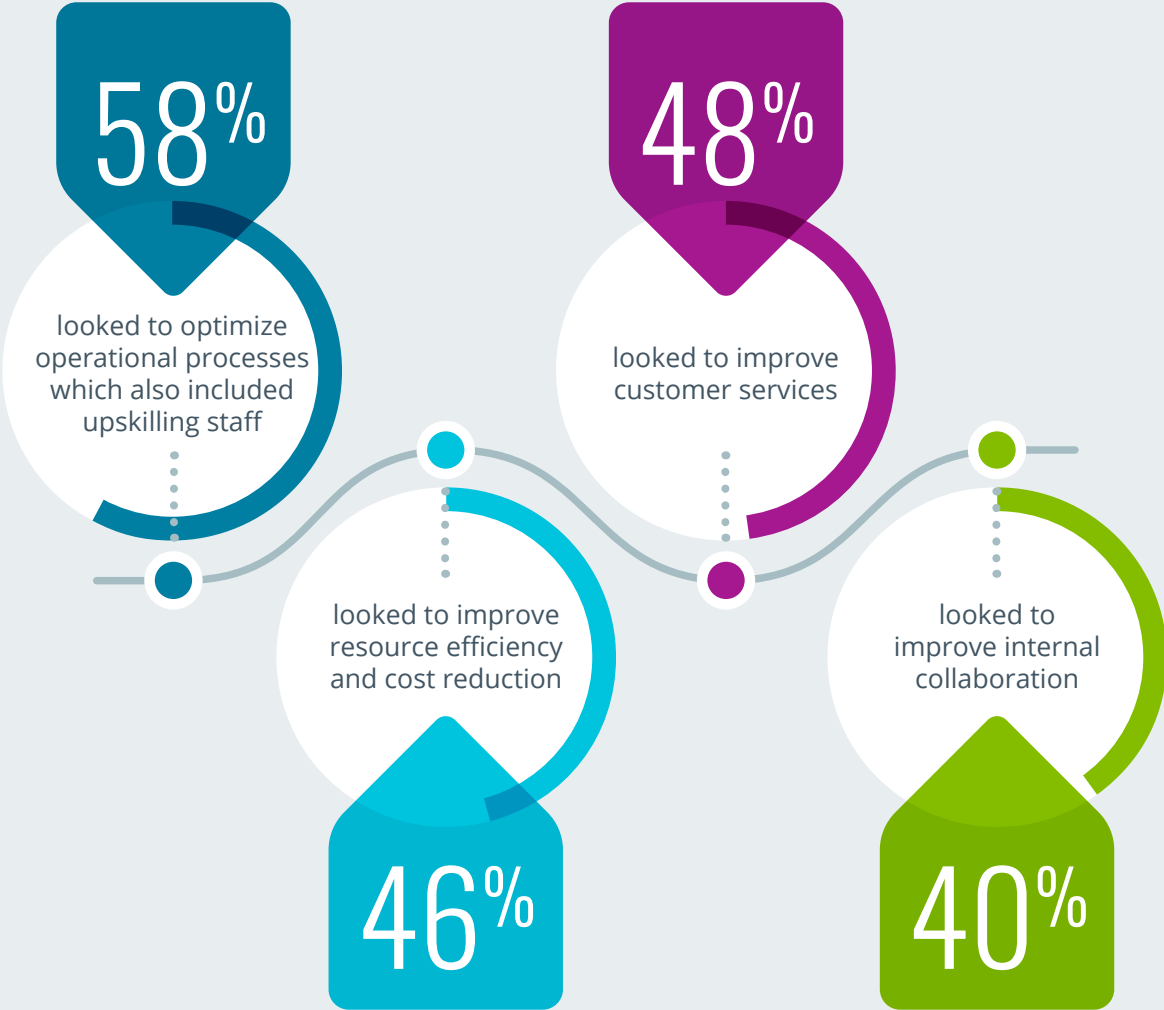 58%
looked to optimize
operational processes
which also included
upskilling staff
looked to improve
resource efficiency
and cost reduction
46%
48%
looked to improve
customer services
looked to
improve internal
collaboration
40%